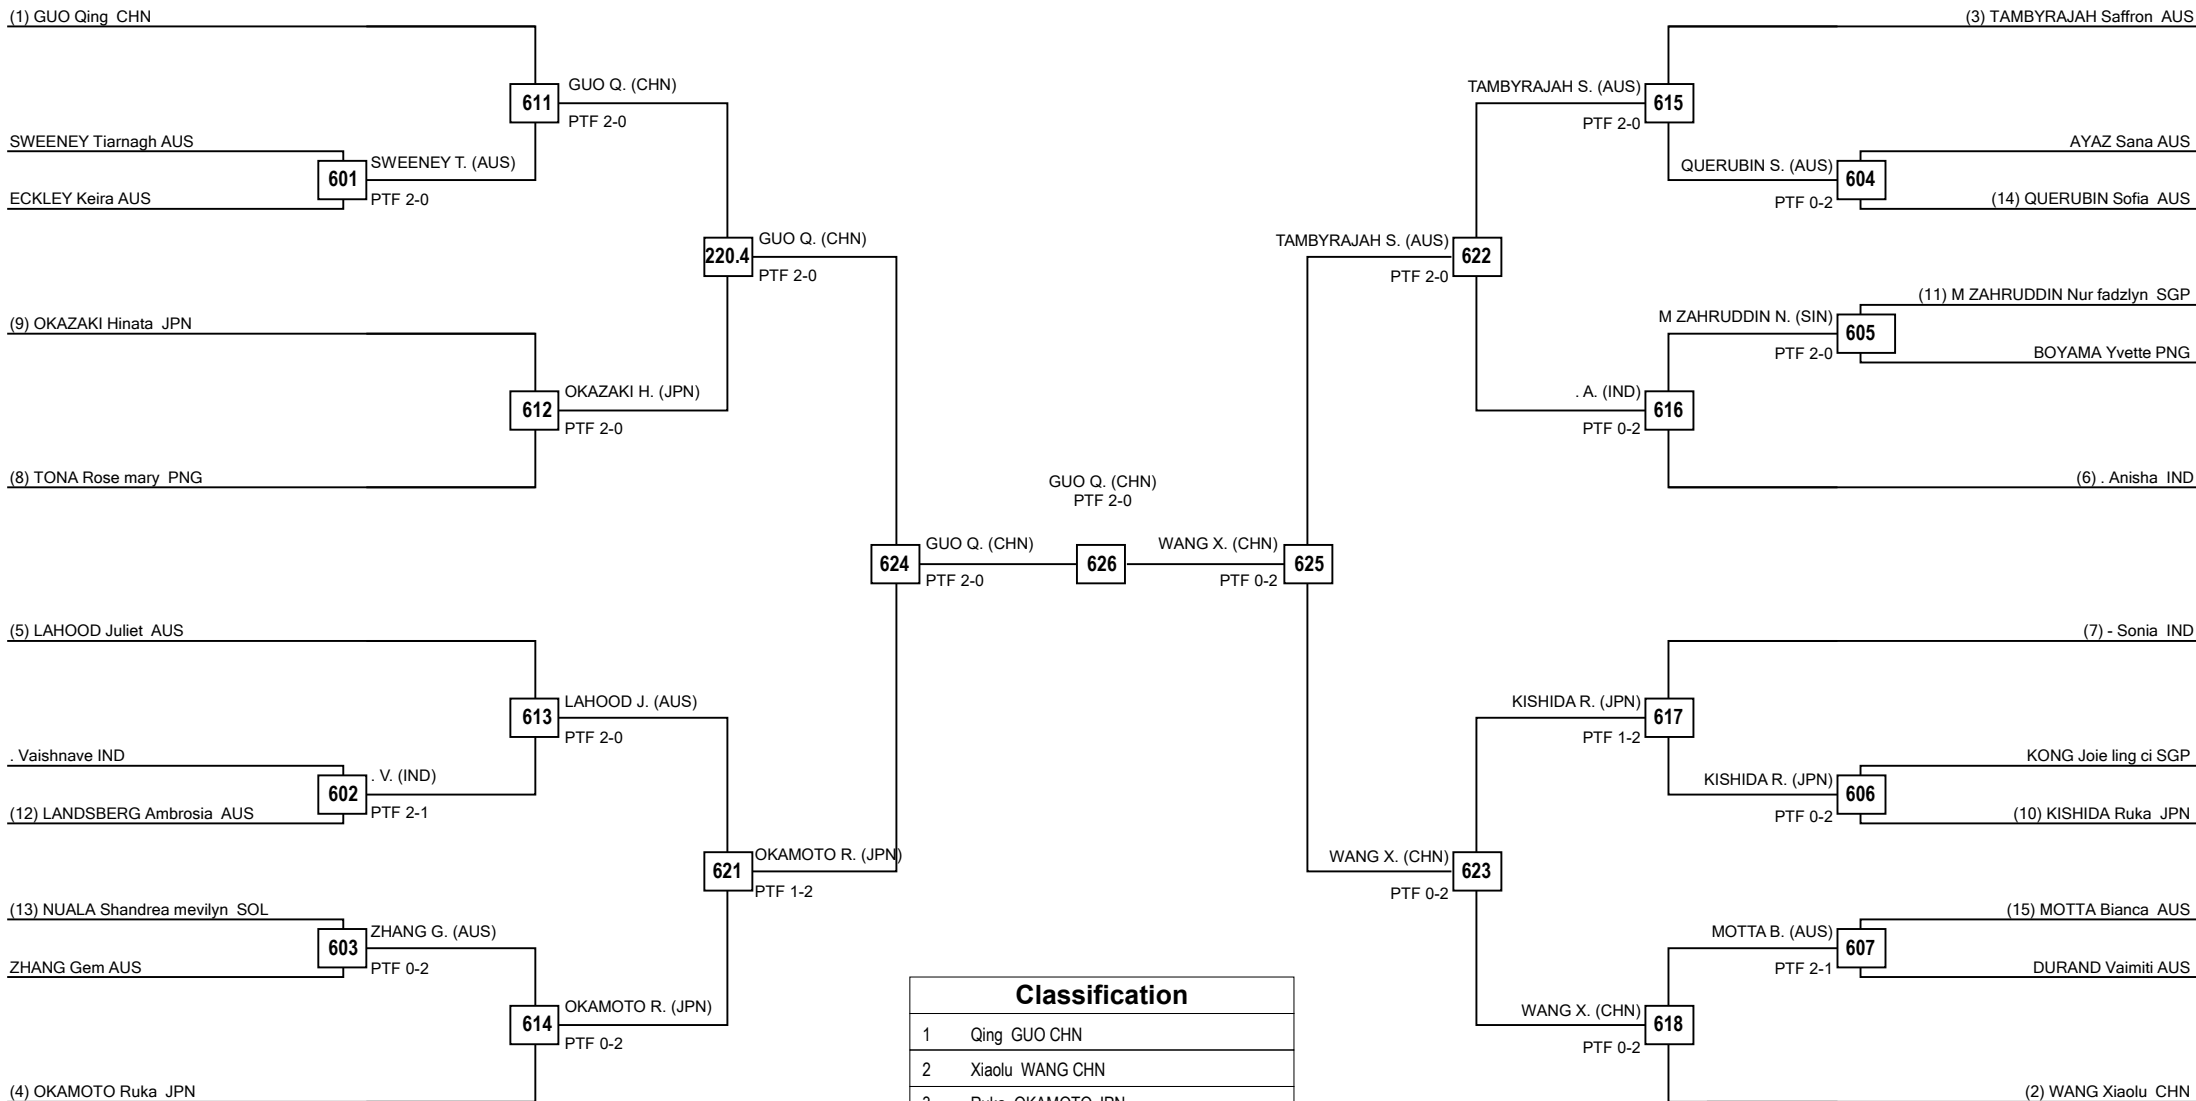 (1) GUO Qing CHN
611
GUO Q. (CHN)
PTF 2-0
SWEENEY Tiarnagh AUS
601
SWEENEY T. (AUS)
PTF 2-0
ECKLEY Keira AUS
220.4
GUO Q. (CHN)
PTF 2-0
(9) OKAZAKI Hinata JPN
612
OKAZAKI H. (JPN)
PTF 2-0
(8) TONA Rose mary PNG
624
GUO Q. (CHN)
PTF 2-0
(5) LAHOOD Juliet AUS
613
LAHOOD J. (AUS)
PTF 2-0
. Vaishnave IND
602
. V. (IND)
PTF 2-1
(12) LANDSBERG Ambrosia AUS
621
OKAMOTO R. (JPN)
PTF 1-2
(13) NUALA Shandrea mevilyn SOL
603
ZHANG G. (AUS)
PTF 0-2
ZHANG Gem AUS
614
OKAMOTO R. (JPN)
PTF 0-2
(4) OKAMOTO Ruka JPN
GUO Q. (CHN)
PTF 2-0
626
(3) TAMBYRAJAH Saffron AUS
TAMBYRAJAH S. (AUS)
615
PTF 2-0
AYAZ Sana AUS
QUERUBIN S. (AUS)
604
PTF 0-2
(14) QUERUBIN Sofia AUS
TAMBYRAJAH S. (AUS)
622
PTF 2-0
(11) M ZAHRUDDIN Nur fadzlyn SGP
M ZAHRUDDIN N. (SIN)
605
PTF 2-0
BOYAMA Yvette PNG
. A. (IND)
616
PTF 0-2
(6) . Anisha IND
WANG X. (CHN)
625
PTF 0-2
(7) - Sonia IND
KISHIDA R. (JPN)
617
PTF 1-2
KONG Joie ling ci SGP
KISHIDA R. (JPN)
606
PTF 0-2
(10) KISHIDA Ruka JPN
WANG X. (CHN)
623
PTF 0-2
(15) MOTTA Bianca AUS
MOTTA B. (AUS)
607
PTF 2-1
DURAND Vaimiti AUS
WANG X. (CHN)
618
PTF 0-2
(2) WANG Xiaolu CHN
Classification
1 Qing GUO CHN
2 Xiaolu WANG CHN
3 Ruka OKAMOTO JPN